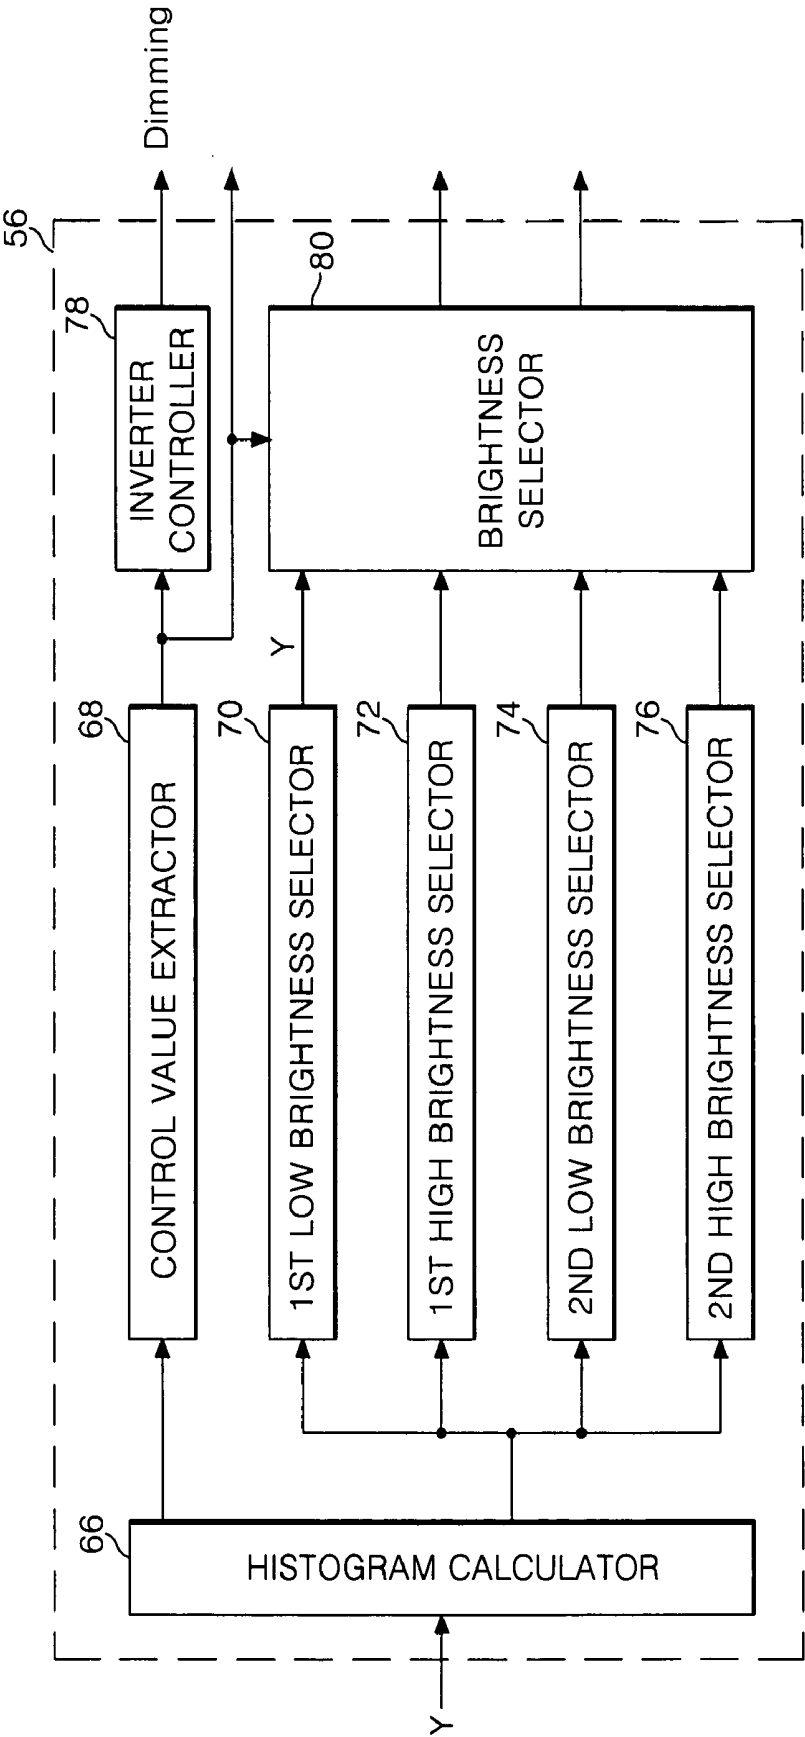 56
Y
66
HISTOGRAM CALCULATOR
68
CONTROL VALUE EXTRACTOR
70
1ST LOW BRIGHTNESS SELECTOR
72
1ST HIGH BRIGHTNESS SELECTOR
74
2ND LOW BRIGHTNESS SELECTOR
76
2ND HIGH BRIGHTNESS SELECTOR
Y
78
INVERTER
CONTROLLER
80
BRIGHTNESS
SELECTOR
Dimming